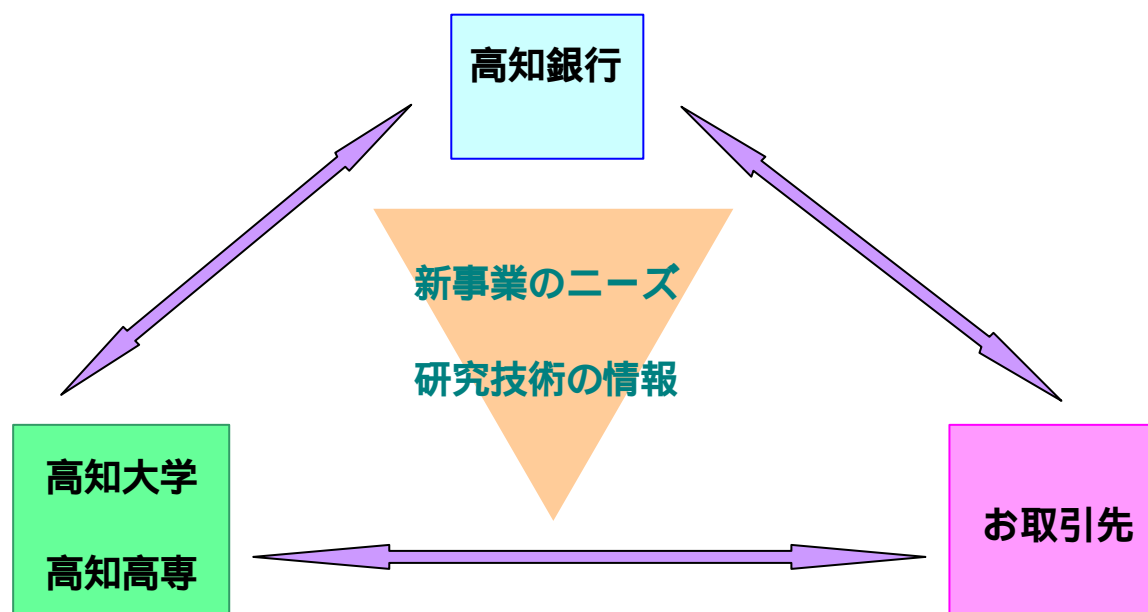 高知銀行
新事業のニーズ
研究技術の情報
高知大学
高知高専
お取引先